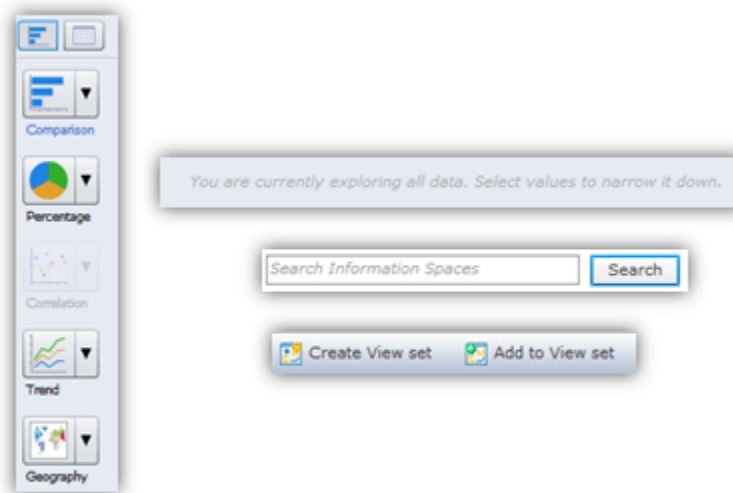 Comparison
Percentage
Correlation
Trend
Geography
You are currently exploring all data. Select values to narrow it down.
Search Information Spaces Search
Create View set Add to View set